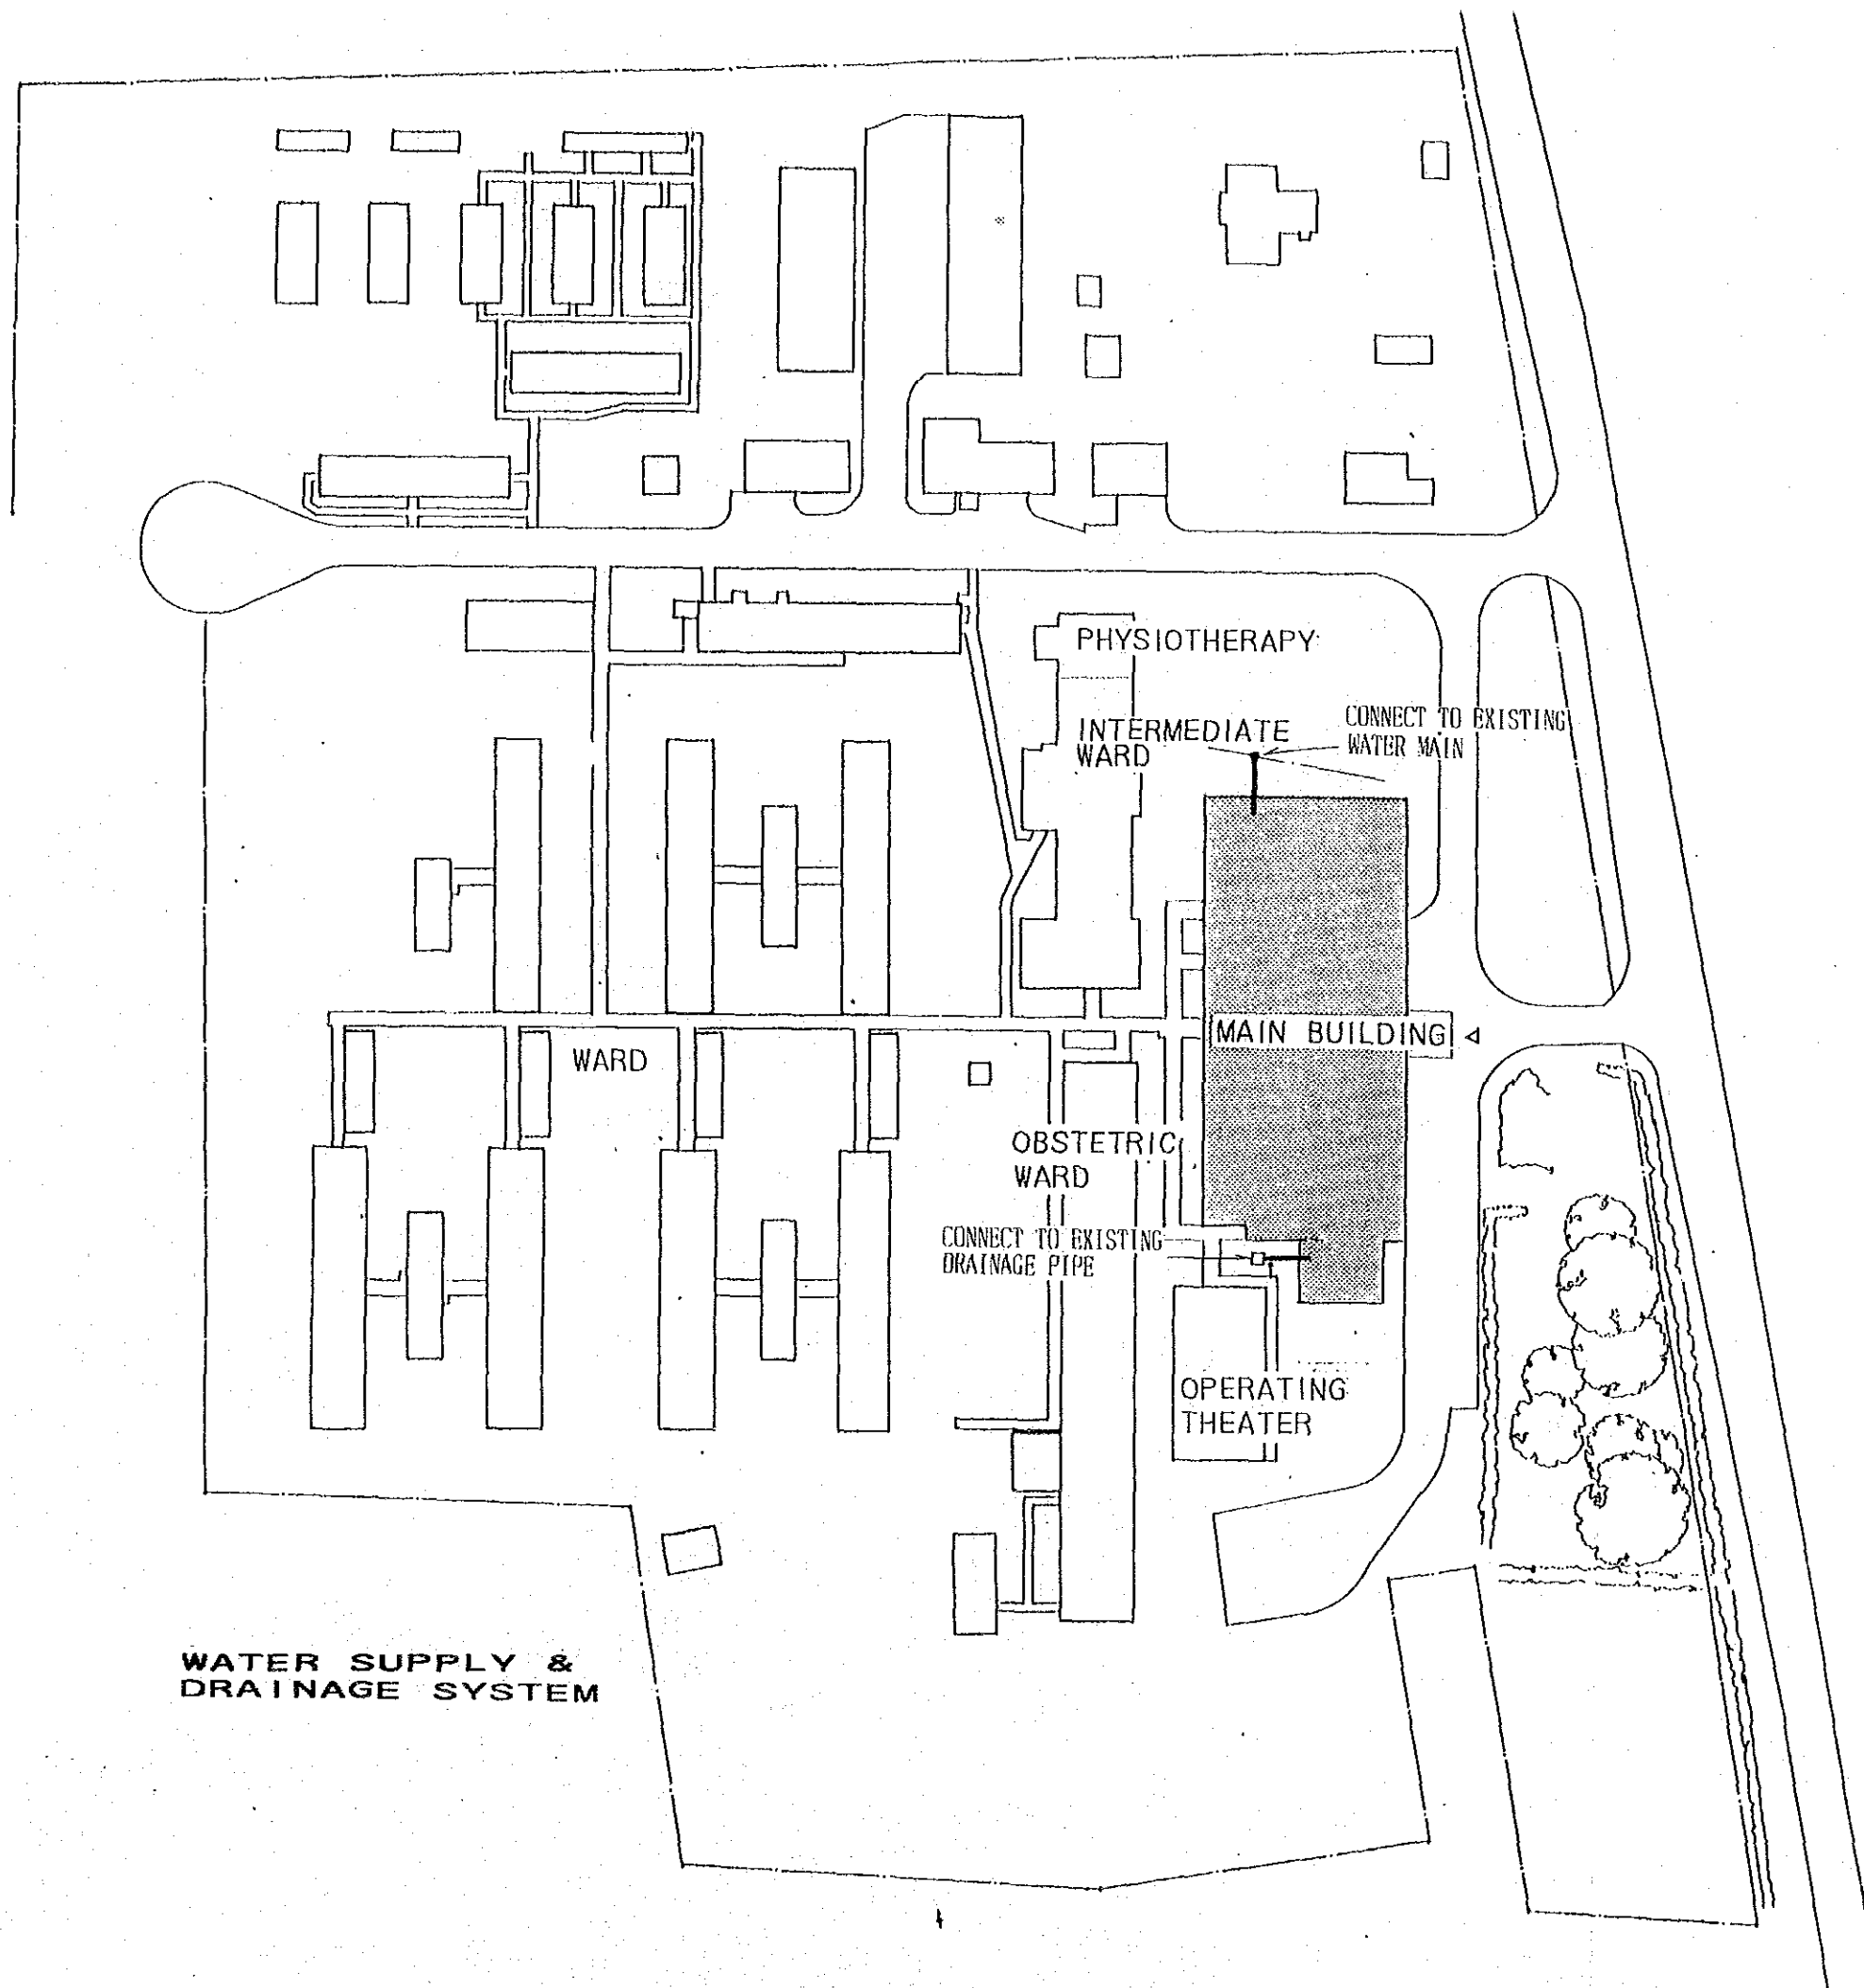 PHYSIOTHERAPY
INTERMEDIATE
WARD
CONNECT TO EXISTING
WATER MAIN
MAIN BUILDING
WARD
OBSTETRIC
WARD
CONNECT TO EXISTING
DRAINAGE PIPE
OPERATING
THEATER
WATER SUPPLY &
DRAINAGE SYSTEM